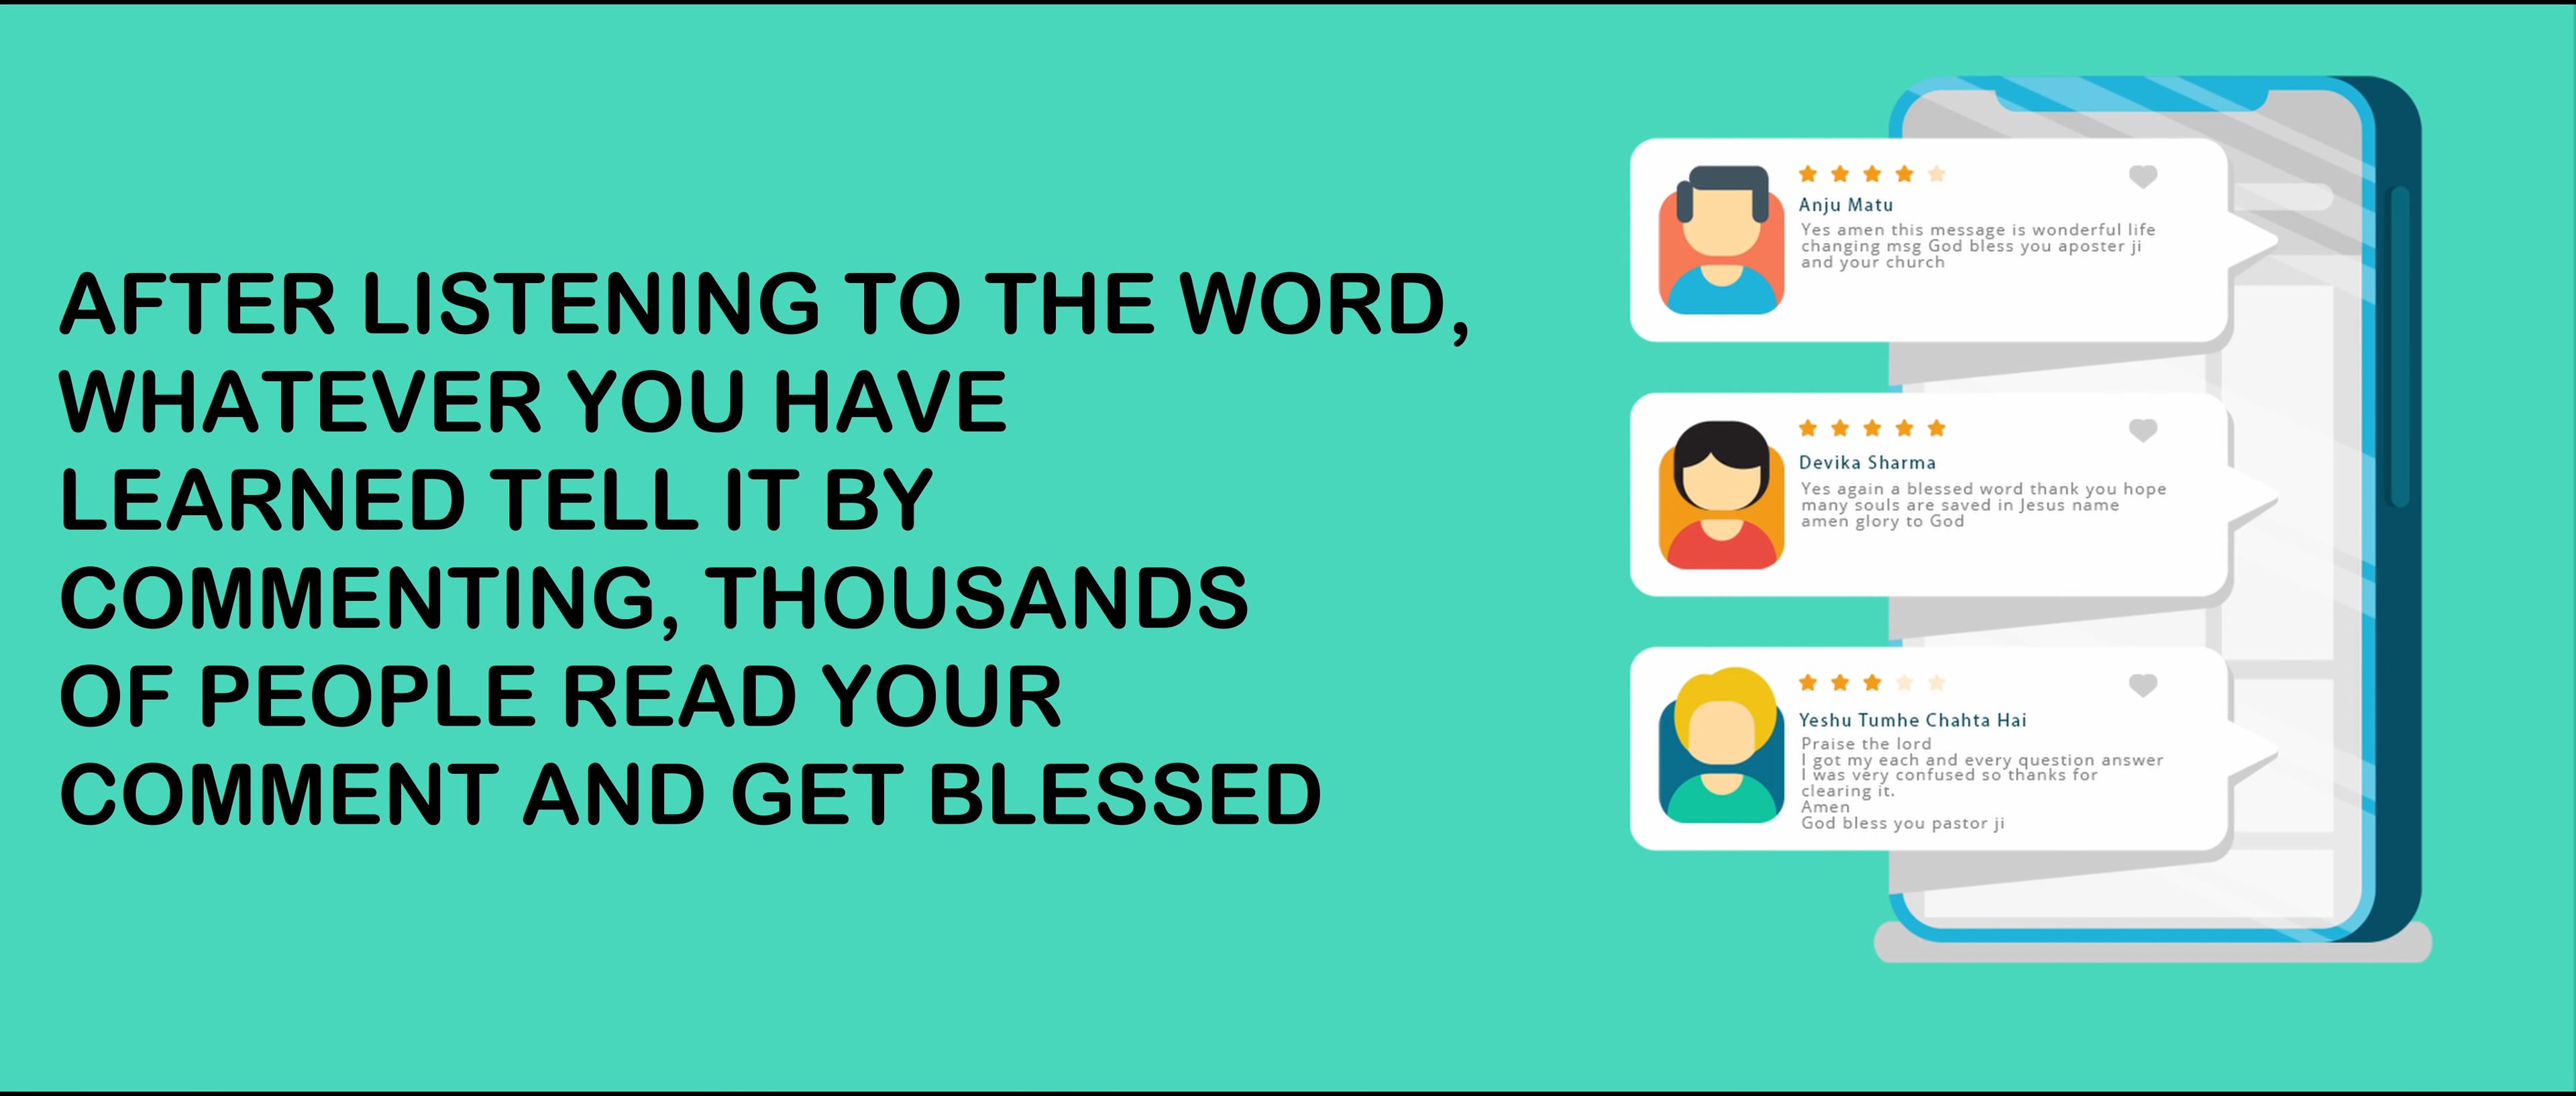 AFTER LISTENING TO THE WORD,
WHATEVER YOU HAVE
LEARNED TELL IT BY
COMMENTING, THOUSANDS
OF PEOPLE READ YOUR
COMMENT AND GET BLESSED
Anju Matu
Yes amen this message is wonderful life
changing msg God bless you aposter ji
and your church
Devika Sharma
Yes again a blessed word thank you hope
many souls are saved in Jesus name
amen glory to God
Yeshu Tumhe Chahta Hai
Praise the lord
I got my each and every question answer
I was very confused so thanks for
clearing it.
Amen
God bless you pastor ji